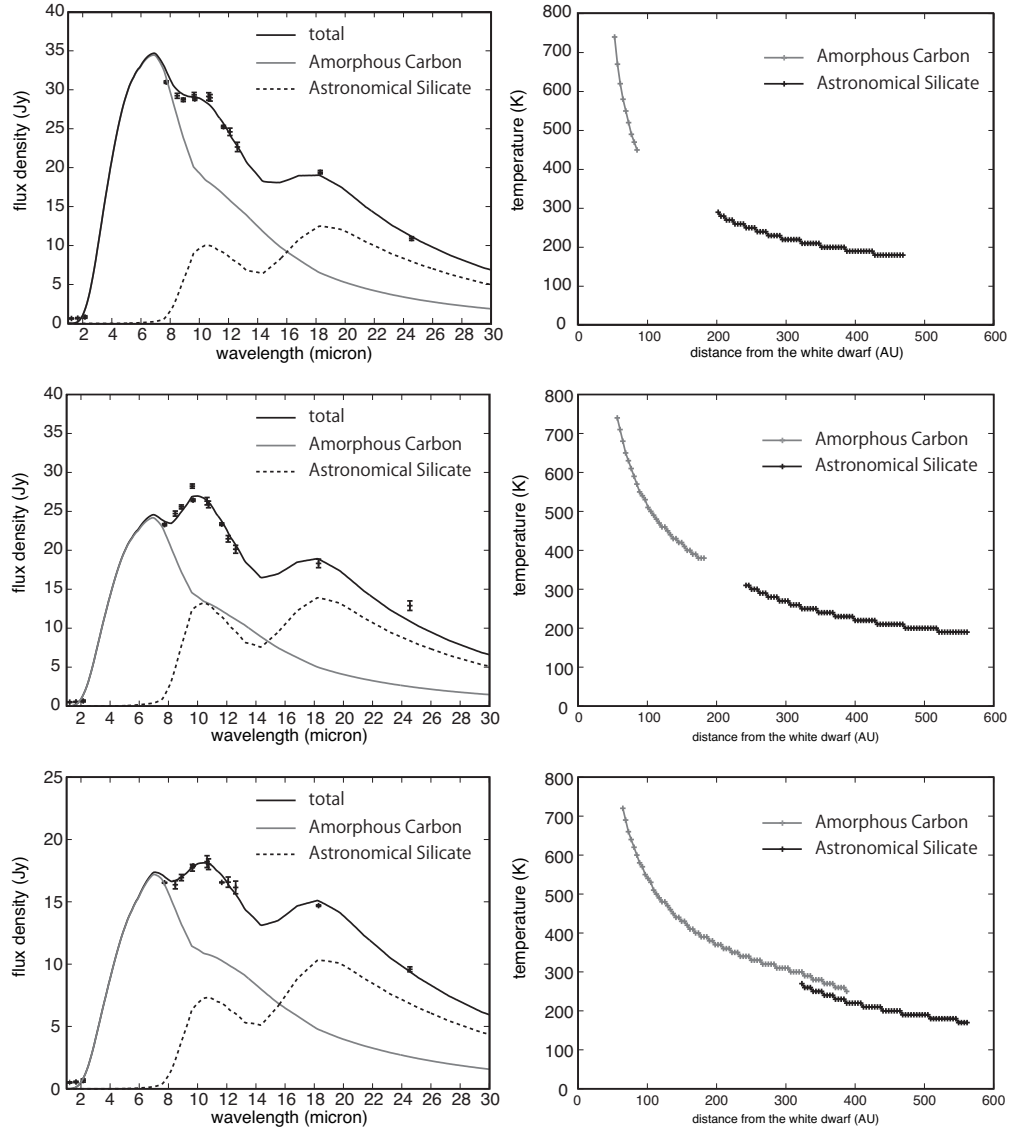 40
35
30
25
20
15
10
5
0
flux density (Jy)
total
Amorphous Carbon
Astronomical Silicate
2 4 6 8 10 12 14 16 18 20 22 24 26 28 30
wavelength (micron)
800
700
600
500
400
300
200
100
0
temperature (K)
Amorphous Carbon
Astronomical Silicate
0 100 200 300 400 500 600
distance from the white dwarf (AU)
40
35
30
25
20
15
10
5
0
flux density (Jy)
total
Amorphous Carbon
Astronomical Silicate
2 4 6 8 10 12 14 16 18 20 22 24 26 28 30
wavelength (micron)
800
700
600
500
400
300
200
100
0
temperature (K)
Amorphous Carbon
Astronomical Silicate
0 100 200 300 400 500 600
distance from the white dwarf (AU)
25
20
15
10
5
0
flux density (Jy)
total
Amorphous Carbon
Astronomical Silicate
2 4 6 8 10 12 14 16 18 20 22 24 26 28 30
wavelength (micron)
800
700
600
500
400
300
200
100
0
temperature (K)
Amorphous Carbon
Astronomical Silicate
0 100 200 300 400 500 600
distance from the white dwarf (AU)